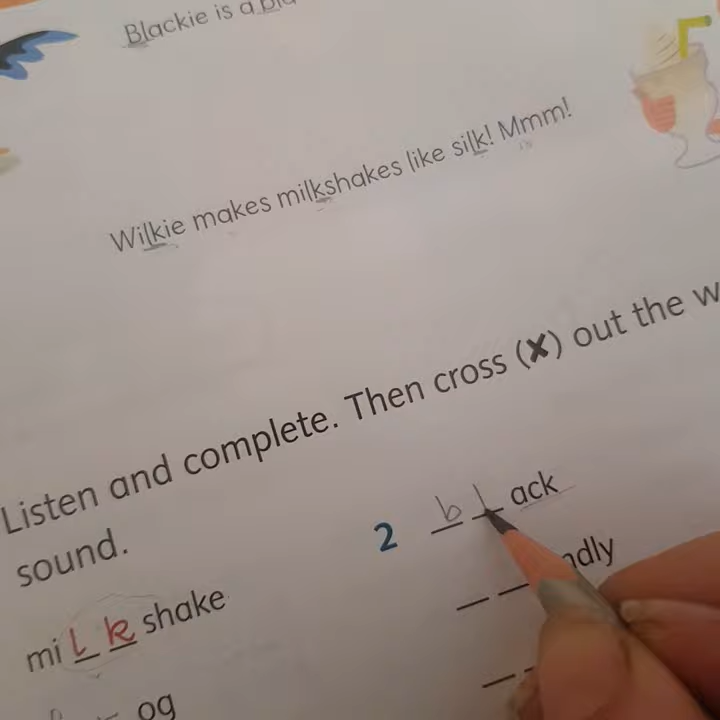 Blackie is a bla
Wilkie makes milkshakes like silk! Mmm!
Listen and complete. Then cross (✗) out the w
sound.
mi l k shake
2 b l ack
ndly
og